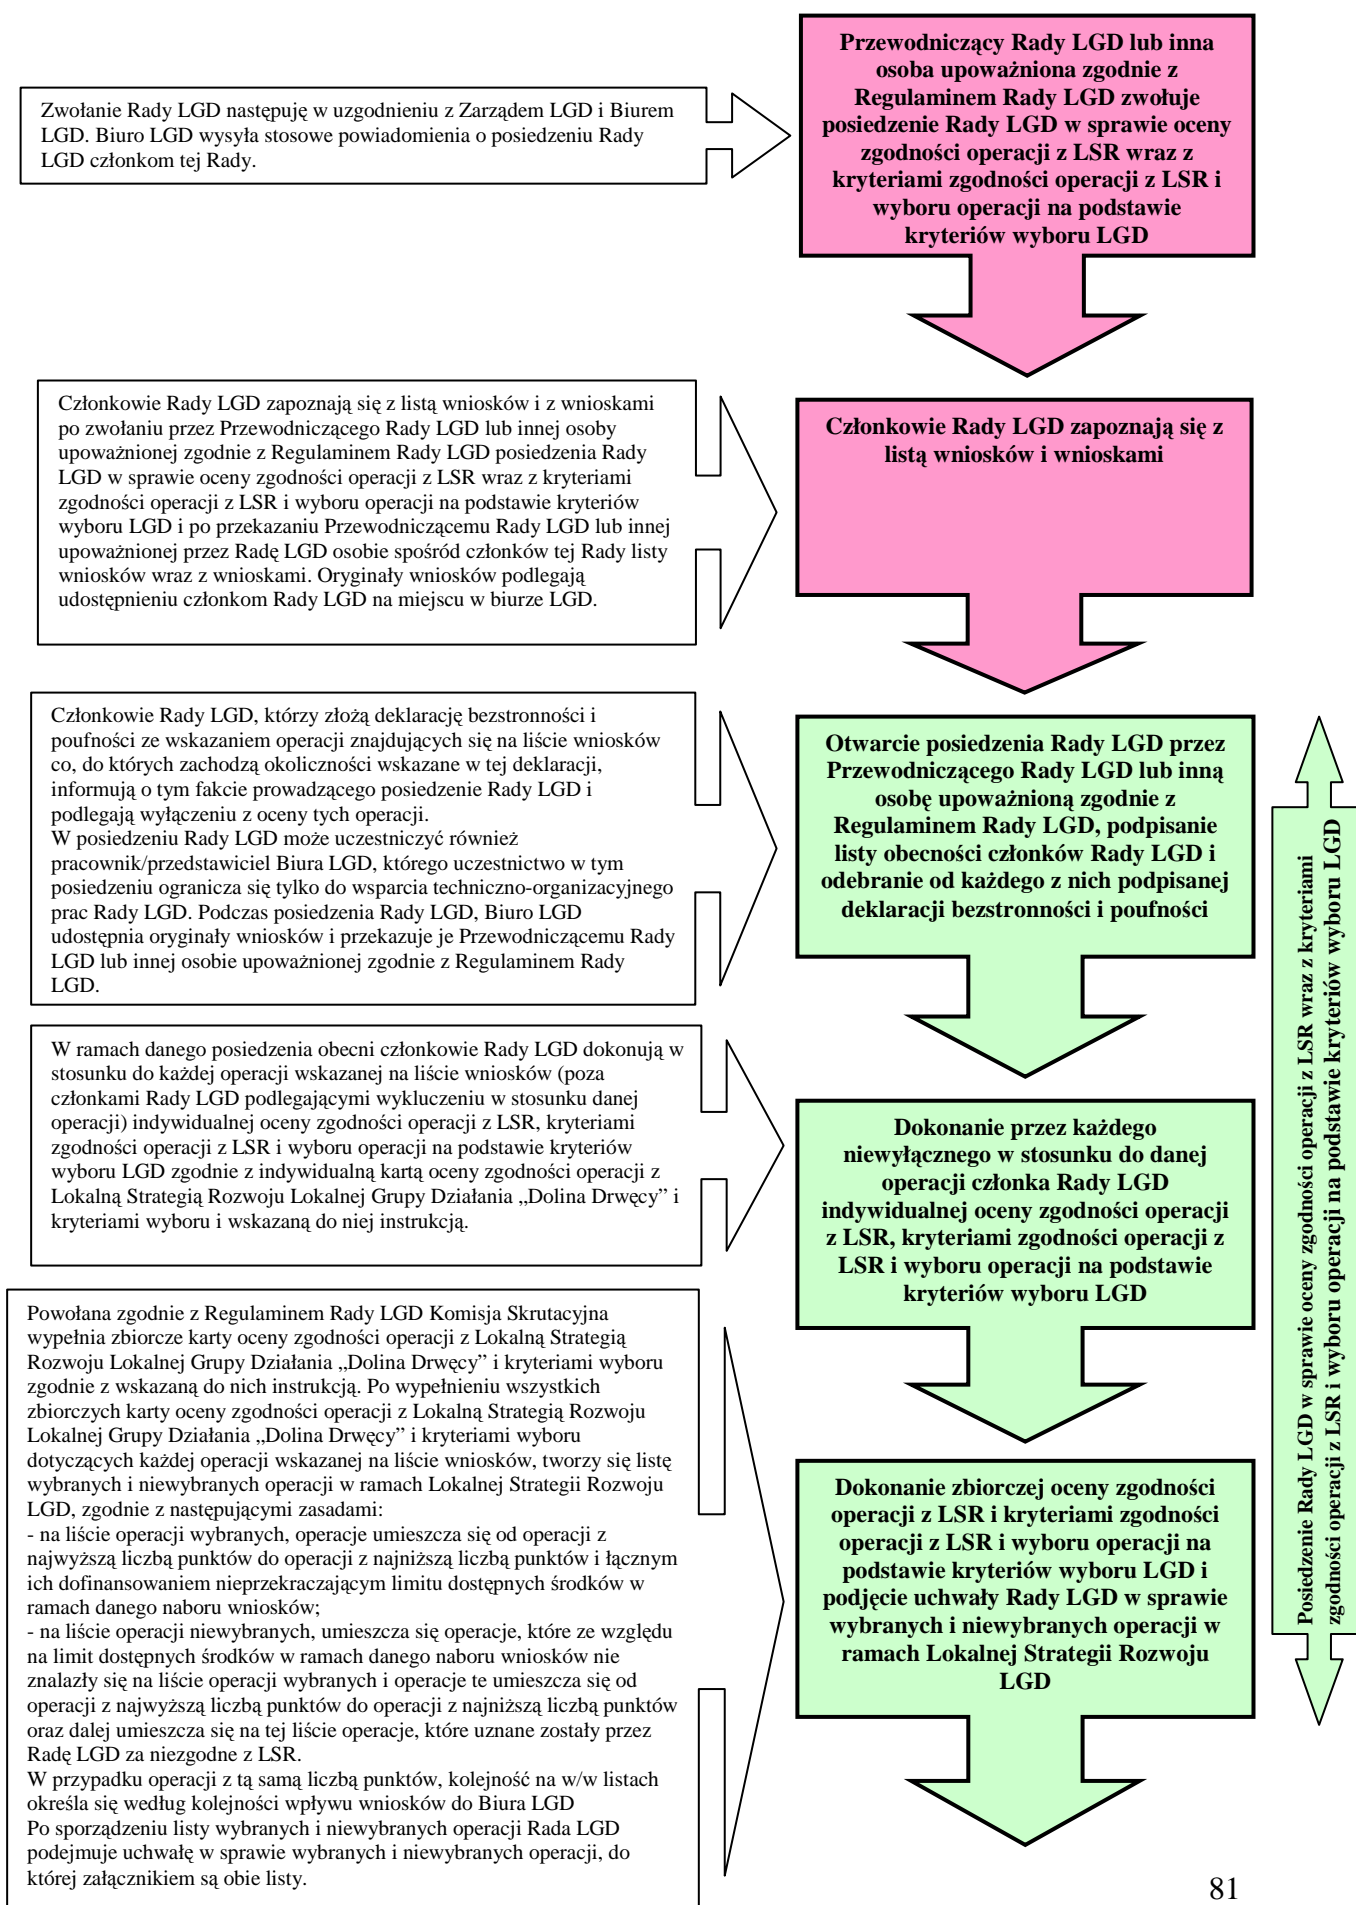 Przewodniczący Rady LGD lub inna
osoba upoważniona zgodnie z
Regulaminem Rady LGD zwołuje
posiedzenie Rady LGD w sprawie oceny
zgodności operacji z LSR wraz z
kryteriami zgodności operacji z LSR i
wyboru operacji na podstawie
kryteriów wyboru LGD
Zwołanie Rady LGD następuję w uzgodnieniu z Zarządem LGD i Biurem
LGD. Biuro LGD wysyła stosowe powiadomienia o posiedzeniu Rady
LGD członkom tej Rady.
Członkowie Rady LGD zapoznają się z listą wniosków i z wnioskami
po zwołaniu przez Przewodniczącego Rady LGD lub innej osoby
upoważnionej zgodnie z Regulaminem Rady LGD posiedzenia Rady
LGD w sprawie oceny zgodności operacji z LSR wraz z kryteriami
zgodności operacji z LSR i wyboru operacji na podstawie kryteriów
wyboru LGD i po przekazaniu Przewodniczącemu Rady LGD lub innej
upoważnionej przez Radę LGD osobie spośród członków tej Rady listy
wniosków wraz z wnioskami. Oryginały wniosków podlegają
udostępnieniu członkom Rady LGD na miejscu w biurze LGD.
Członkowie Rady LGD zapoznają się z
listą wniosków i wnioskami
Członkowie Rady LGD, którzy złożą deklarację bezstronności i
poufności ze wskazaniem operacji znajdujących się na liście wniosków
co, do których zachodzą okoliczności wskazane w tej deklaracji,
informują o tym fakcie prowadzącego posiedzenie Rady LGD i
podlegają wyłączeniu z oceny tych operacji.
W posiedzeniu Rady LGD może uczestniczyć również
pracownik/przedstawiciel Biura LGD, którego uczestnictwo w tym
posiedzeniu ogranicza się tylko do wsparcia techniczno-organizacyjnego
prac Rady LGD. Podczas posiedzenia Rady LGD, Biuro LGD
udostępnia oryginały wniosków i przekazuje je Przewodniczącemu Rady
LGD lub innej osobie upoważnionej zgodnie z Regulaminem Rady
LGD.
Otwarcie posiedzenia Rady LGD przez
Przewodniczącego Rady LGD lub inną
osobę upoważnioną zgodnie z
Regulaminem Rady LGD, podpisanie
listy obecności członków Rady LGD i
odebranie od każdego z nich podpisanej
deklaracji bezstronności i poufności
W ramach danego posiedzenia obecni członkowie Rady LGD dokonują w
stosunku do każdej operacji wskazanej na liście wniosków (poza
członkami Rady LGD podlegającymi wykluczeniu w stosunku danej
operacji) indywidualnej oceny zgodności operacji z LSR, kryteriami
zgodności operacji z LSR i wyboru operacji na podstawie kryteriów
wyboru LGD zgodnie z indywidualną kartą oceny zgodności operacji z
Lokalną Strategią Rozwoju Lokalnej Grupy Działania „Dolina Drwęcy” i
kryteriami wyboru i wskazaną do niej instrukcją.
Dokonanie przez każdego
niewyłącznego w stosunku do danej
operacji członka Rady LGD
indywidualnej oceny zgodności operacji
z LSR, kryteriami zgodności operacji z
LSR i wyboru operacji na podstawie
kryteriów wyboru LGD
Powołana zgodnie z Regulaminem Rady LGD Komisja Skrutacyjna
wypełnia zbiorcze karty oceny zgodności operacji z Lokalną Strategią
Rozwoju Lokalnej Grupy Działania „Dolina Drwęcy” i kryteriami wyboru
zgodnie z wskazaną do nich instrukcją. Po wypełnieniu wszystkich
zbiorczych karty oceny zgodności operacji z Lokalną Strategią Rozwoju
Lokalnej Grupy Działania „Dolina Drwęcy” i kryteriami wyboru
dotyczących każdej operacji wskazanej na liście wniosków, tworzy się listę
wybranych i niewybranych operacji w ramach Lokalnej Strategii Rozwoju
LGD, zgodnie z następującymi zasadami:
- na liście operacji wybranych, operacje umieszcza się od operacji z
najwyższą liczbą punktów do operacji z najniższą liczbą punktów i łącznym
ich dofinansowaniem nieprzekraczającym limitu dostępnych środków w
ramach danego naboru wniosków;
- na liście operacji niewybranych, umieszcza się operacje, które ze względu
na limit dostępnych środków w ramach danego naboru wniosków nie
znalazły się na liście operacji wybranych i operacje te umieszcza się od
operacji z najwyższą liczbą punktów do operacji z najniższą liczbą punktów
oraz dalej umieszcza się na tej liście operacje, które uznane zostały przez
Radę LGD za niezgodne z LSR.
W przypadku operacji z tą samą liczbą punktów, kolejność na w/w listach
określa się według kolejności wpływu wniosków do Biura LGD
Po sporządzeniu listy wybranych i niewybranych operacji Rada LGD
podejmuje uchwałę w sprawie wybranych i niewybranych operacji, do
której załącznikiem są obie listy.
Dokonanie zbiorczej oceny zgodności
operacji z LSR i kryteriami zgodności
operacji z LSR i wyboru operacji na
podstawie kryteriów wyboru LGD i
podjęcie uchwały Rady LGD w sprawie
wybranych i niewybranych operacji w
ramach Lokalnej Strategii Rozwoju
LGD
Posiedzenie Rady LGD w sprawie oceny zgodności operacji z LSR wraz z kryteriami
zgodności operacji z LSR i wyboru operacji na podstawie kryteriów wyboru LGD
81